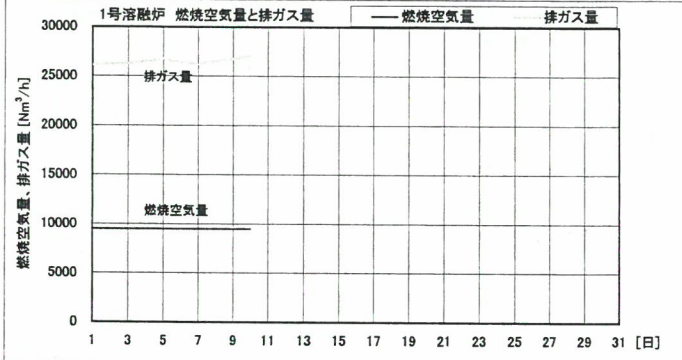 1号溶融炉 燃焼空気量と排ガス量
燃焼空気量 排ガス量
燃焼空気量、排ガス量 [Nm³/h]
30000
25000
20000
15000
10000
5000
0
排ガス量
燃焼空気量
1 3 5 7 9 11 13 15 17 19 21 23 25 27 29 31 [日]